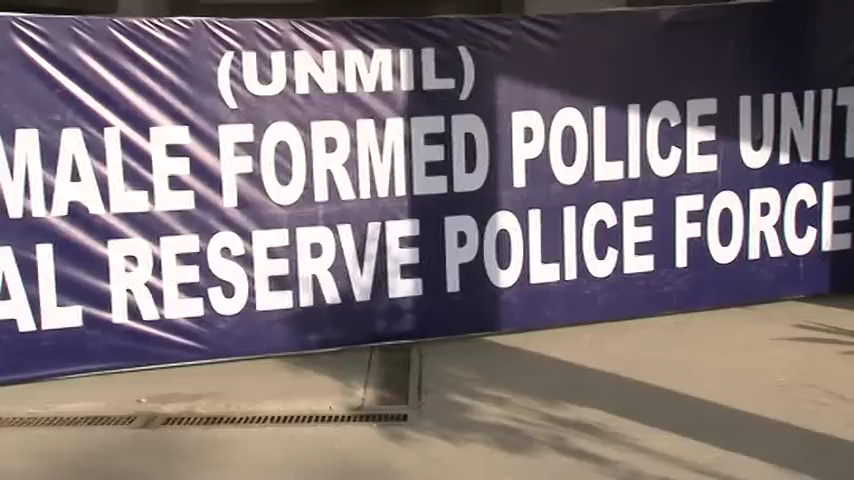 (UNMIL)
MALE FORMED POLICE UNIT
AL RESERVE POLICE FORCE